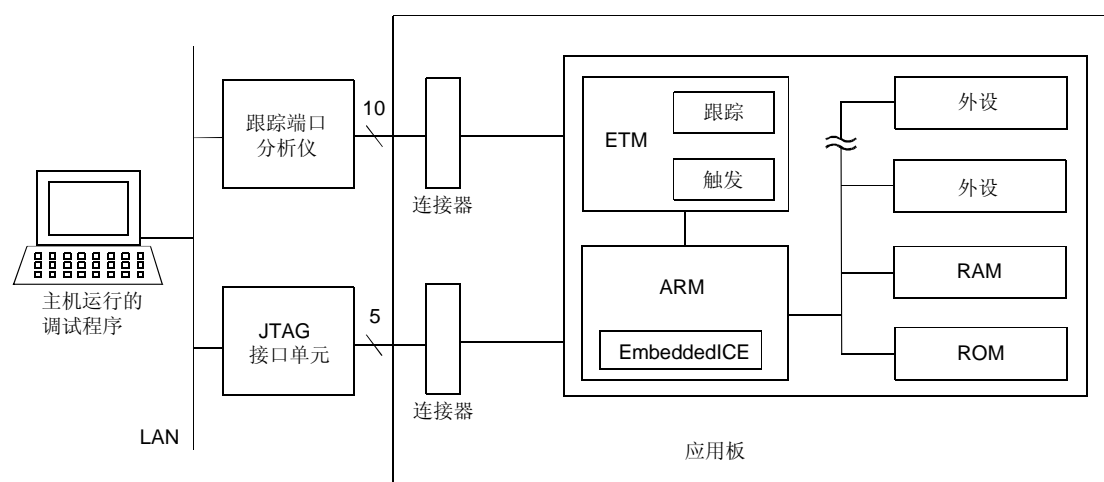 主机运行的
调试程序
LAN
跟踪端口
分析仪
10
连接器
JTAG
接口单元
5
连接器
ETM
跟踪
触发
ARM
EmbeddedICE
外设
外设
RAM
ROM
应用板